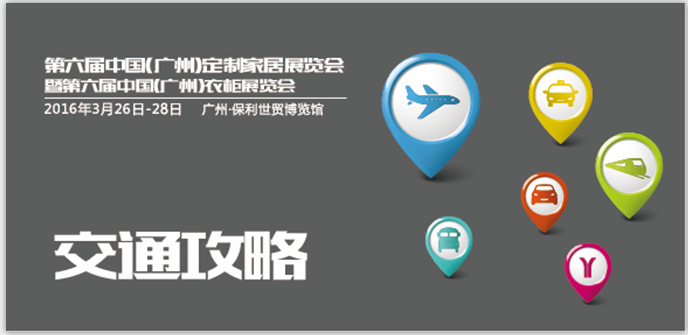 第六届中国(广州)定制家居展览会
暨第六届中国(广州)衣柜展览会
2016年3月26日-28日 广州·保利世贸博览馆
交通攻略